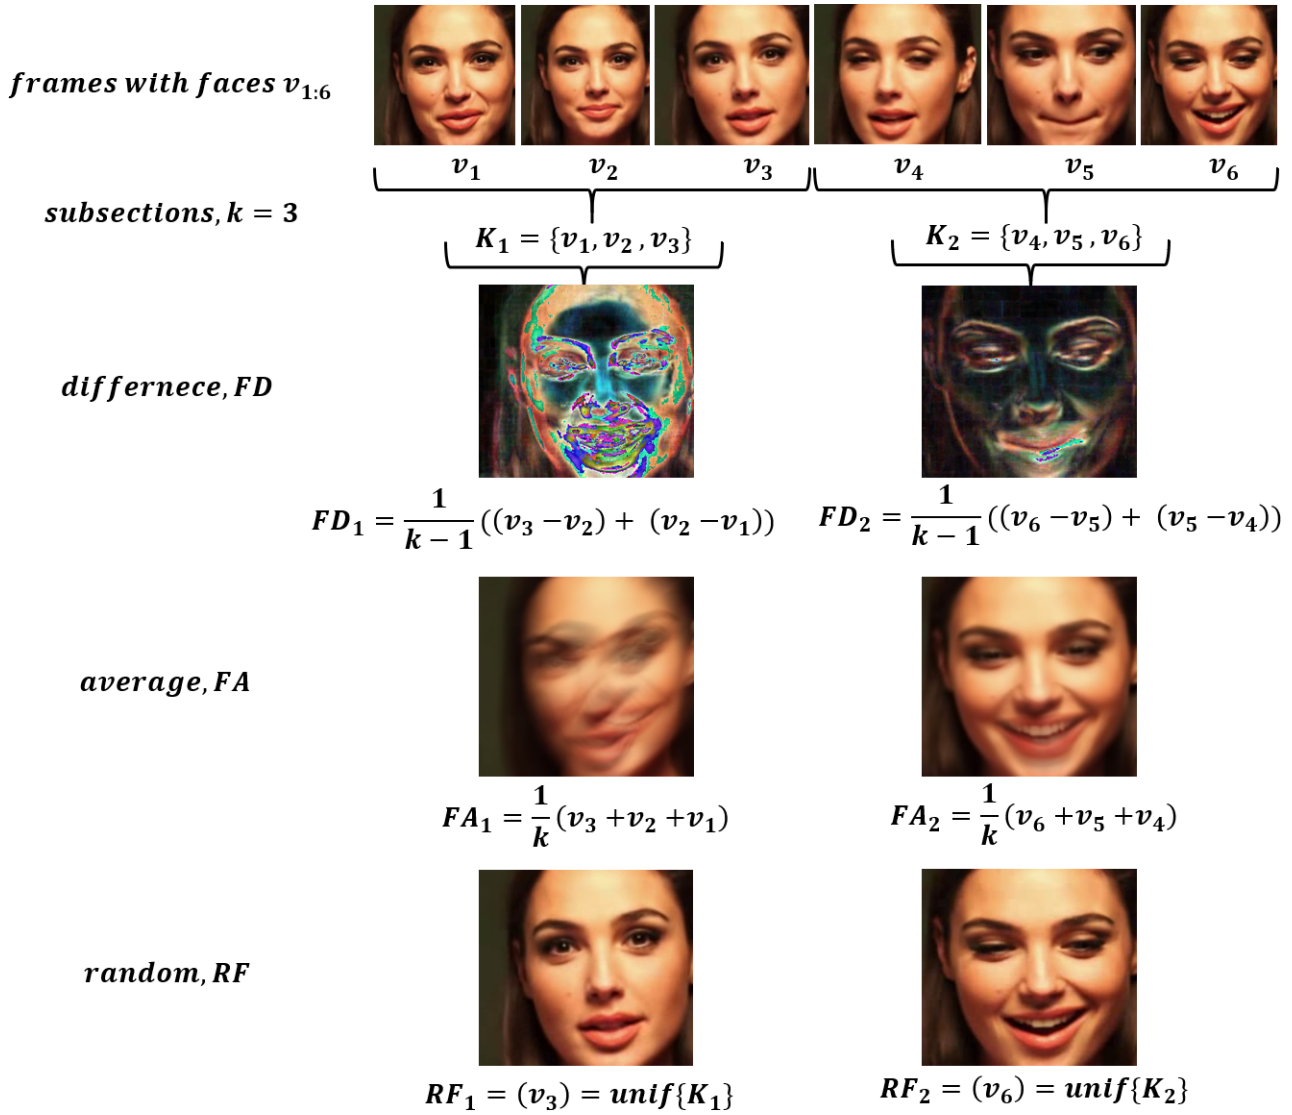 frames with faces v₁:₆
v₁ v₂ v₃ v₄ v₅ v₆
subsections, k = 3
K₁ = {v₁, v₂ , v₃} K₂ = {v₄, v₅ , v₆}
differnece, FD
FD₁ = 1/(k − 1) ((v₃ −v₂) + (v₂ −v₁)) FD₂ = 1/(k − 1) ((v₆ −v₅) + (v₅ −v₄))
average, FA
FA₁ = 1/k (v₃ +v₂ +v₁) FA₂ = 1/k (v₆ +v₅ +v₄)
random, RF
RF₁ = (v₃) = unif{K₁} RF₂ = (v₆) = unif{K₂}